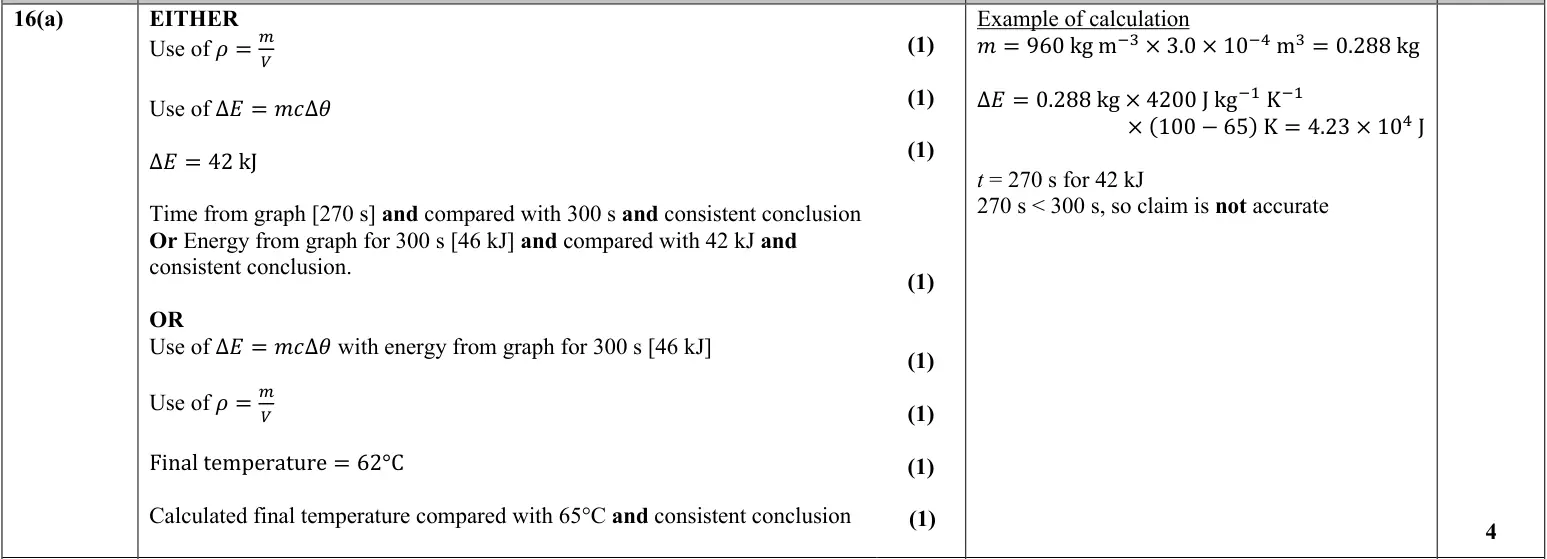 16(a)
EITHER
Use of ρ = m/V (1)
Use of ΔE = mcΔθ (1)
ΔE = 42 kJ (1)
Time from graph [270 s] and compared with 300 s and consistent conclusion
Or Energy from graph for 300 s [46 kJ] and compared with 42 kJ and
consistent conclusion.
(1)
OR
Use of ΔE = mcΔθ with energy from graph for 300 s [46 kJ] (1)
Use of ρ = m/V (1)
Final temperature = 62°C (1)
Calculated final temperature compared with 65°C and consistent conclusion (1)
Example of calculation
m = 960 kg m⁻³ × 3.0 × 10⁻⁴ m³ = 0.288 kg
ΔE = 0.288 kg × 4200 J kg⁻¹ K⁻¹
× (100 − 65) K = 4.23 × 10⁴ J
t = 270 s for 42 kJ
270 s < 300 s, so claim is not accurate
4